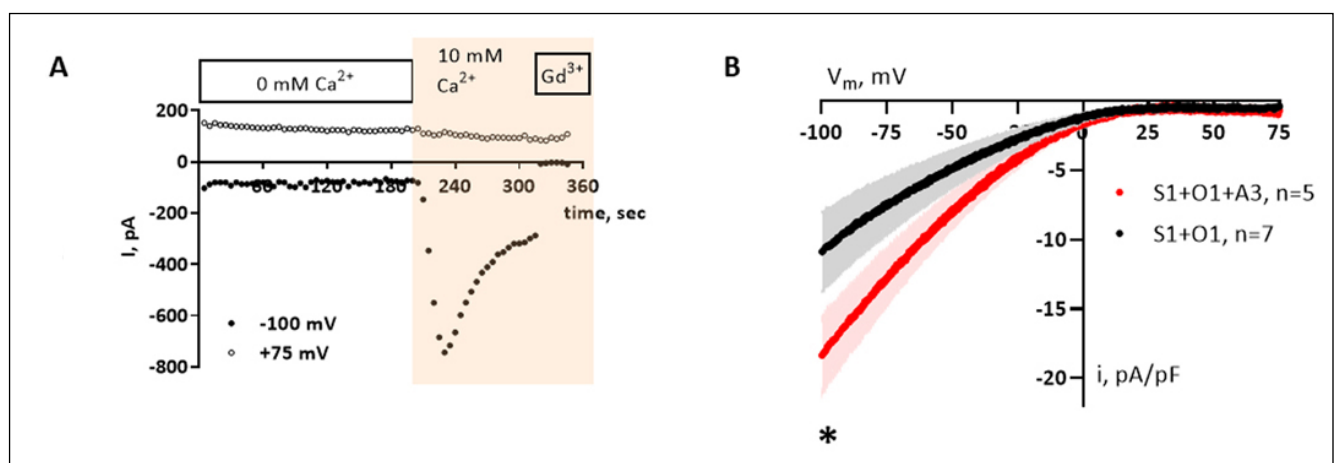 A
0 mM Ca²⁺
10 mM
Ca²⁺
Gd³⁺
200
0
-200
-400
-600
-800
I, pA
60
120
180
240
300
360
time, sec
-100 mV
+75 mV
B
Vₘ, mV
-100
-75
-50
-25
0
25
50
75
-5
-10
-15
-20
i, pA/pF
S1+O1+A3, n=5
S1+O1, n=7
*